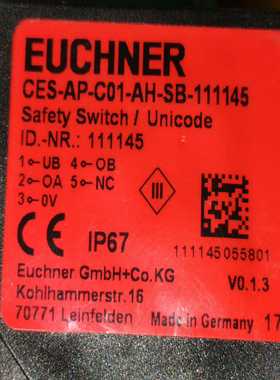 EUCHNER
CES-AP-C01-AH-SB-111145
Safety Switch / Unicode
ID.-NR.: 111145
1⟜UB 4⟜OB
2⟜OA 5⟜NC
3⟜0V
III
CE IP67
111145055801
Euchner GmbH+Co.KG
V0.1.3
Kohlhammerstr.16
70771 Leinfelden Made in Germany 17